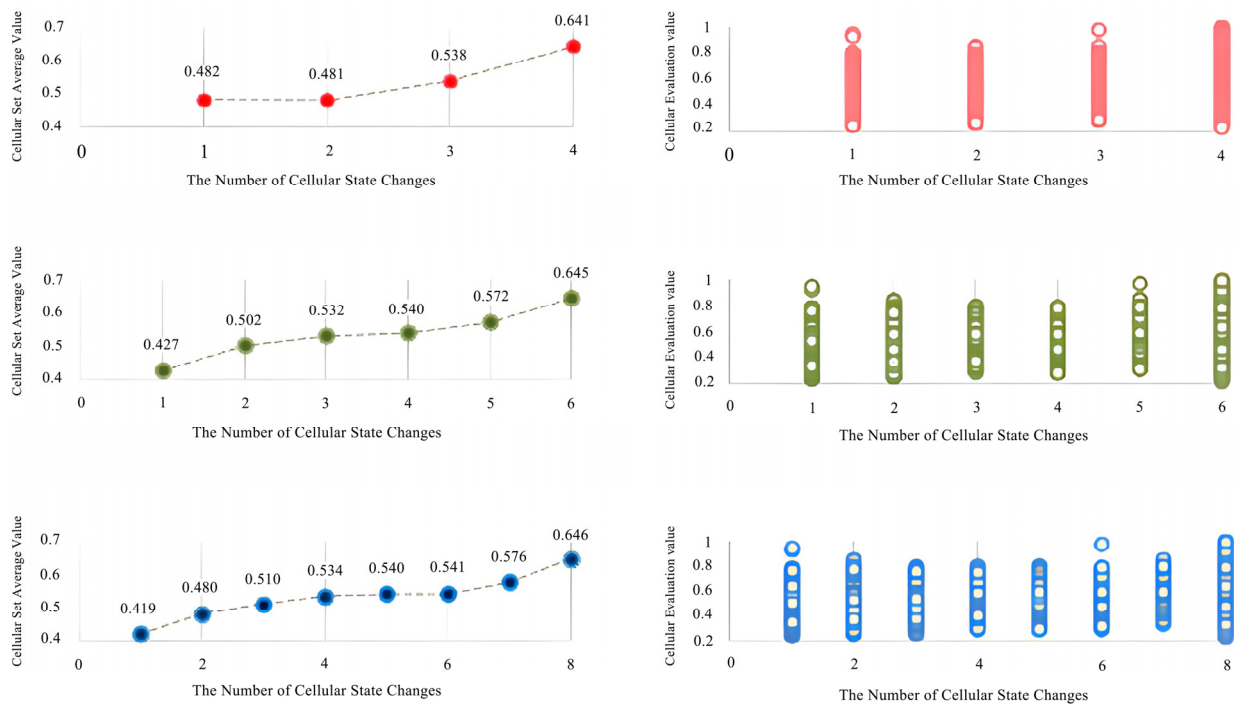 Cellular Set Average Value
0.7
0.6
0.5
0.4
0.482
0.481
0.538
0.641
0 1 2 3 4
The Number of Cellular State Changes
Cellular Evaluation value
1
0.8
0.6
0.4
0.2
0 1 2 3 4
The Number of Cellular State Changes
Cellular Set Average Value
0.7
0.6
0.5
0.4
0.427
0.502
0.532
0.540
0.572
0.645
0 1 2 3 4 5 6
The Number of Cellular State Changes
Cellular Evaluation value
1
0.8
0.6
0.4
0.2
0 1 2 3 4 5 6
The Number of Cellular State Changes
Cellular Set Average Value
0.7
0.6
0.5
0.4
0.419
0.480
0.510
0.534
0.540
0.541
0.576
0.646
0 2 4 6 8
The Number of Cellular State Changes
Cellular Evaluation value
1
0.8
0.6
0.4
0.2
0 2 4 6 8
The Number of Cellular State Changes